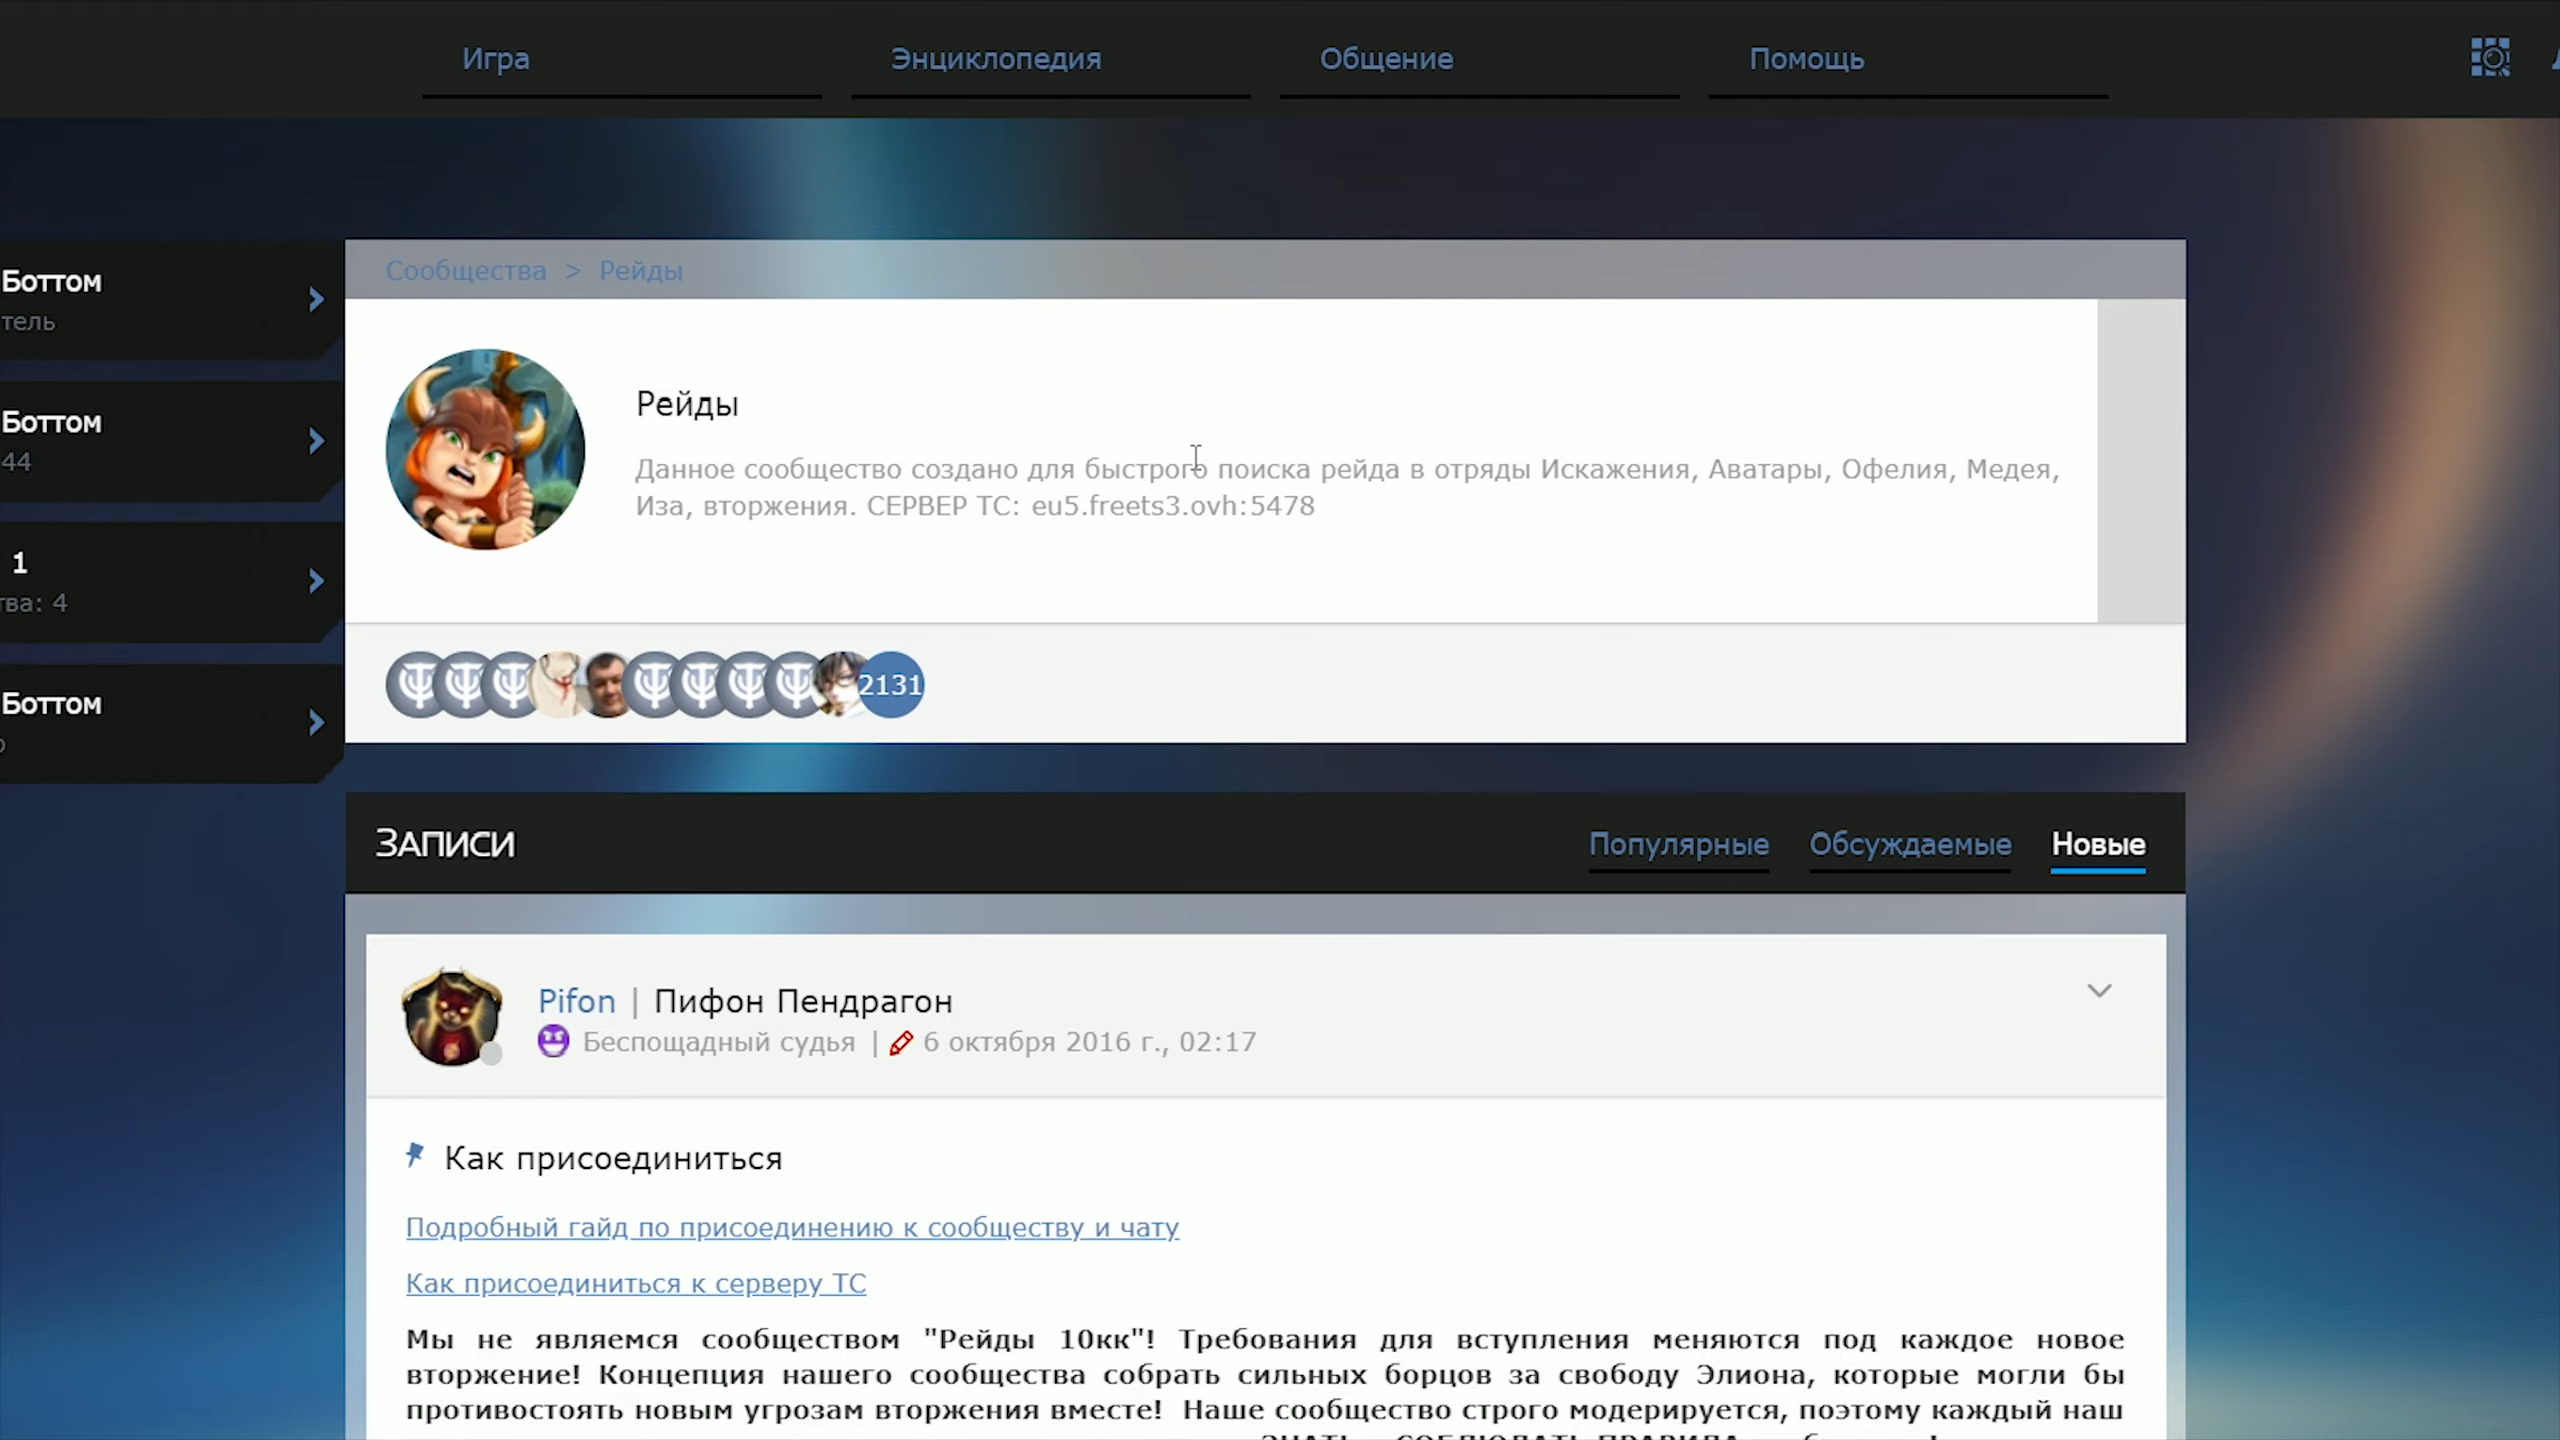 Игра
Энциклопедия
Общение
Помощь
Боттом
тель
Боттом
44
1
тва: 4
Боттом
Сообщества > Рейды
Рейды
Данное сообщество создано для быстрого поиска рейда в отряды Искажения, Аватары, Офелия, Медея,
Иза, вторжения. СЕРВЕР ТС: eu5.freets3.ovh:5478
2131
ЗАПИСИ
Популярные
Обсуждаемые
Новые
Pifon | Пифон Пендрагон
Беспощадный судья | 6 октября 2016 г., 02:17
Как присоединиться
Подробный гайд по присоединению к сообществу и чату
Как присоединиться к серверу ТС
Мы не являемся сообществом "Рейды 10кк"! Требования для вступления меняются под каждое новое
вторжение! Концепция нашего сообщества собрать сильных борцов за свободу Элиона, которые могли бы
противостоять новым угрозам вторжения вместе! Наше сообщество строго модерируется, поэтому каждый наш